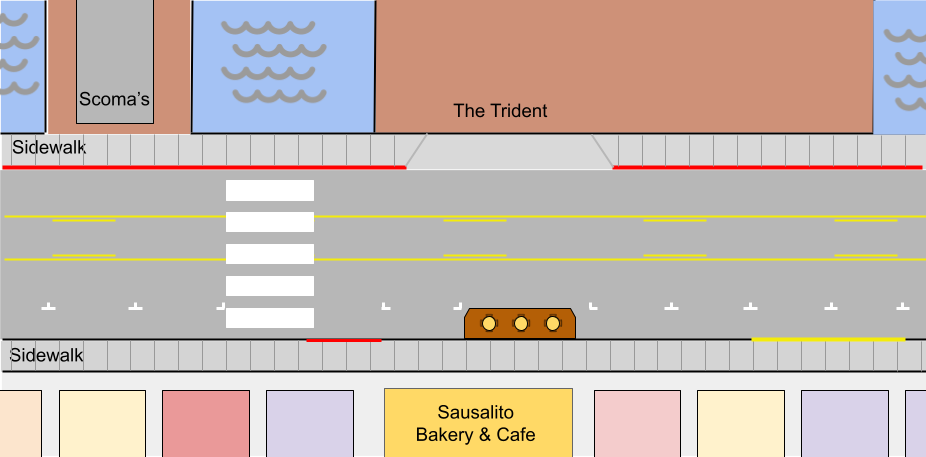 Scoma's
The Trident
Sidewalk
Sidewalk
Sausalito
Bakery & Cafe